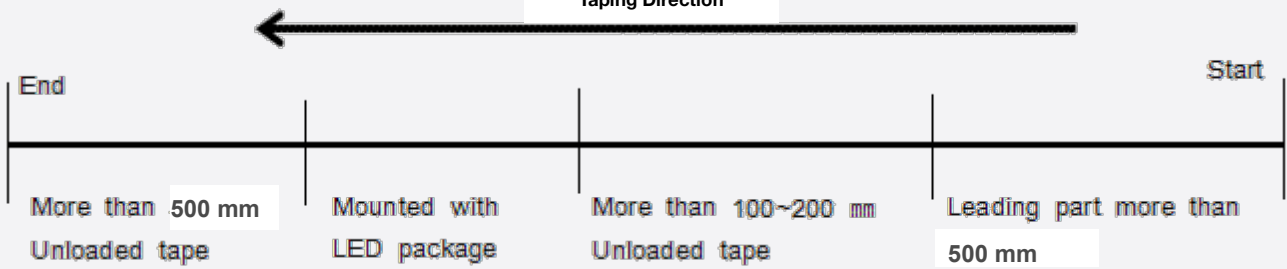 Taping Direction
End
Start
More than 500 mm
Unloaded tape
Mounted with
LED package
More than 100~200 ㎜
Unloaded tape
Leading part more than
500 mm